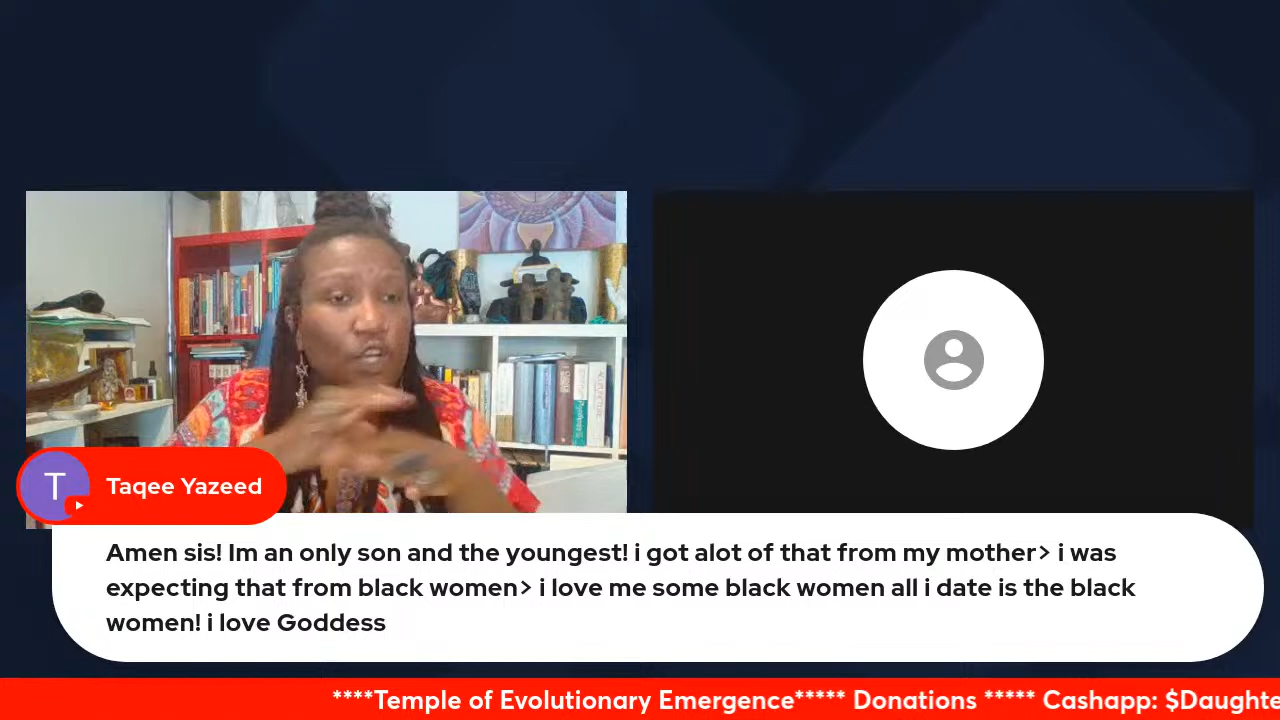 T
Taqee Yazeed
Amen sis! Im an only son and the youngest! i got alot of that from my mother> i was
expecting that from black women> i love me some black women all i date is the black
women! i love Goddess
****Temple of Evolutionary Emergence***** Donations ***** Cashapp: $Daughte